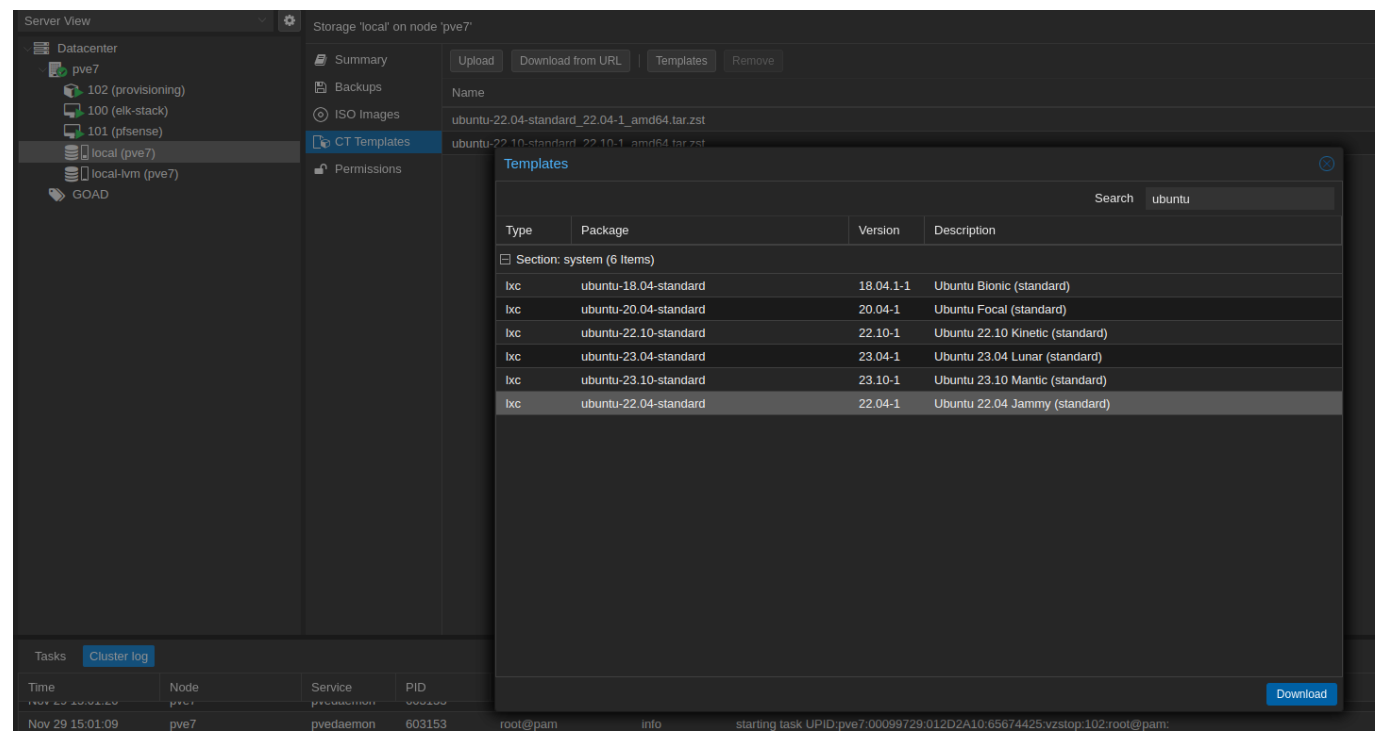 Server View
Storage 'local' on node 'pve7'
Datacenter
pve7
102 (provisioning)
100 (elk-stack)
101 (pfsense)
local (pve7)
local-lvm (pve7)
GOAD
Summary
Backups
ISO Images
CT Templates
Permissions
Upload Download from URL Templates Remove
Name
ubuntu-22.04-standard_22.04-1_amd64.tar.zst
ubuntu-22.10-standard_22.10-1_amd64.tar.zst
Templates
Search ubuntu
Type Package Version Description
Section: system (6 Items)
lxc ubuntu-18.04-standard 18.04.1-1 Ubuntu Bionic (standard)
lxc ubuntu-20.04-standard 20.04-1 Ubuntu Focal (standard)
lxc ubuntu-22.10-standard 22.10-1 Ubuntu 22.10 Kinetic (standard)
lxc ubuntu-23.04-standard 23.04-1 Ubuntu 23.04 Lunar (standard)
lxc ubuntu-23.10-standard 23.10-1 Ubuntu 23.10 Mantic (standard)
lxc ubuntu-22.04-standard 22.04-1 Ubuntu 22.04 Jammy (standard)
Download
Tasks Cluster log
Time Node Service PID
Nov 29 15:01:09 pve7 pvedaemon 603153 root@pam info starting task UPID:pve7:00099729:012D2A10:65674425:vzstop:102:root@pam: